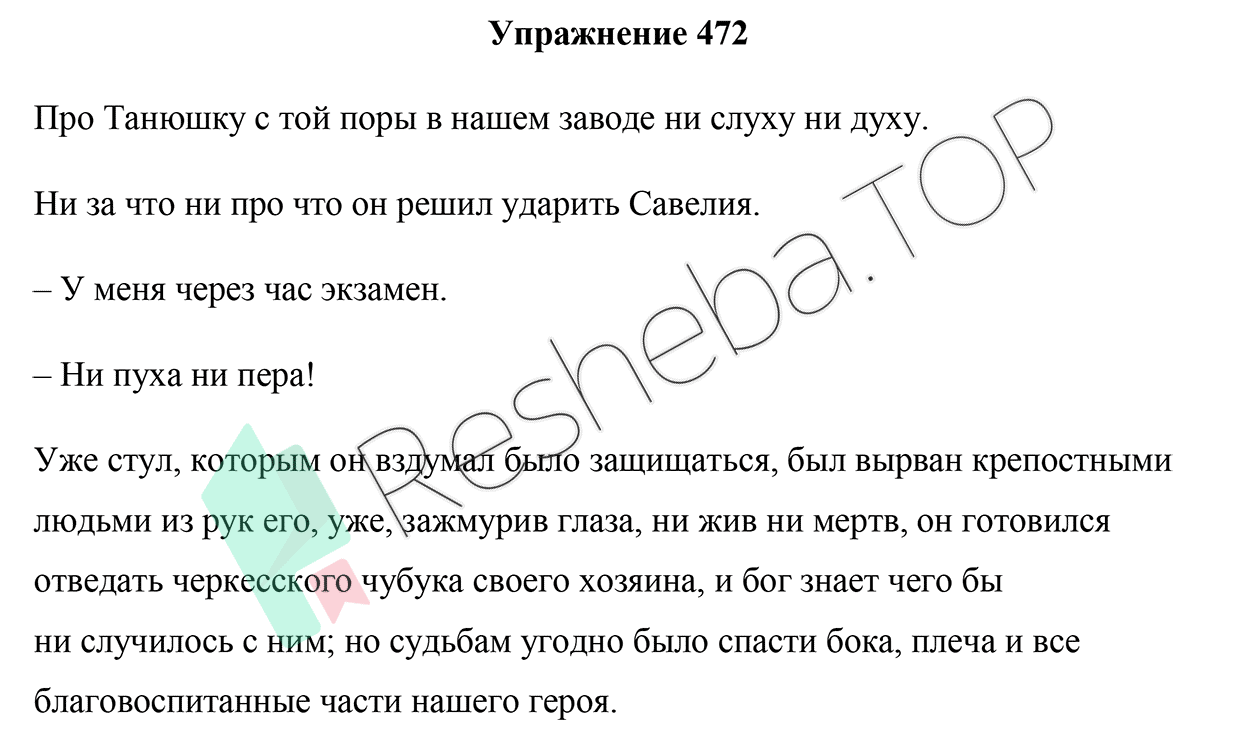 Упражнение 472
Про Танюшку с той поры в нашем заводе ни слуху ни духу.
Ни за что ни про что он решил ударить Савелия.
– У меня через час экзамен.
– Ни пуха ни пера!
Уже стул, которым он вздумал было защищаться, был вырван крепостными
людьми из рук его, уже, зажмурив глаза, ни жив ни мертв, он готовился
отведать черкесского чубука своего хозяина, и бог знает чего бы
ни случилось с ним; но судьбам угодно было спасти бока, плеча и все
благовоспитанные части нашего героя.
Resheba.TOP